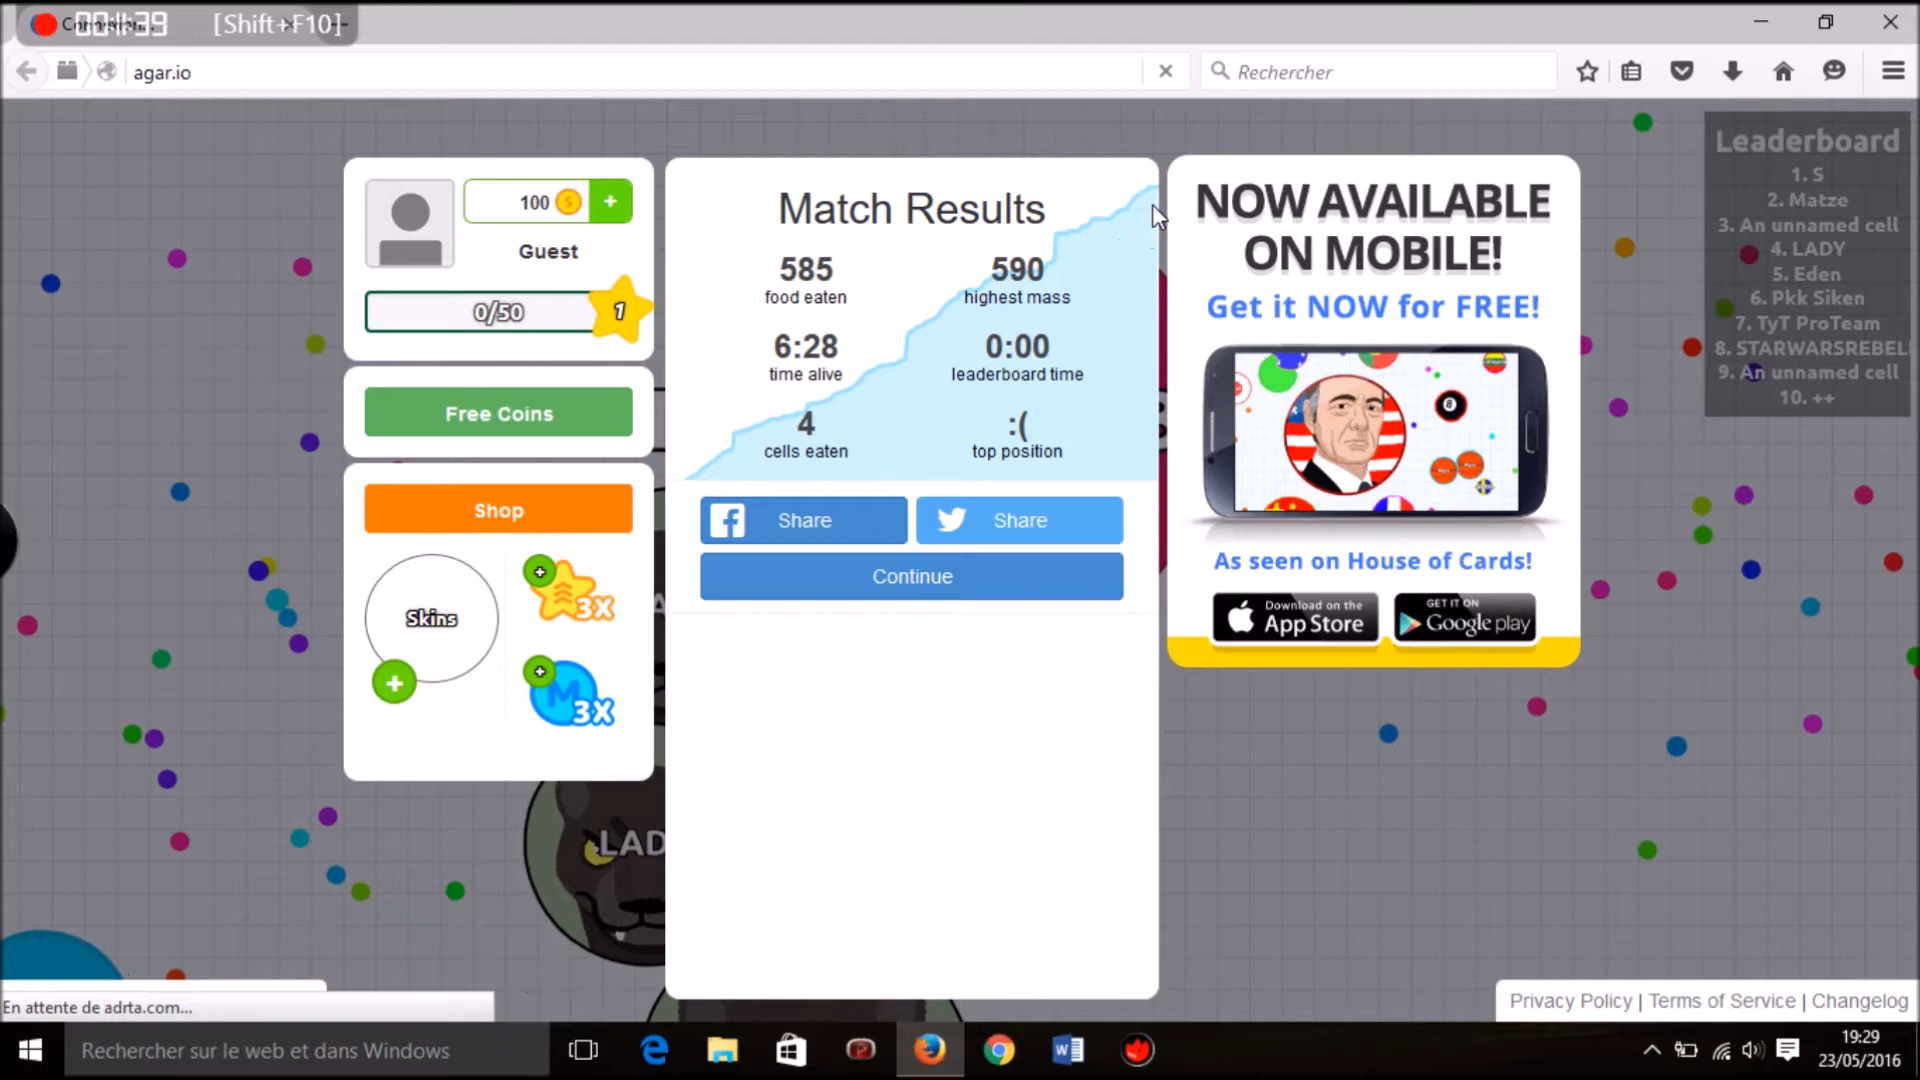 00:11:39 [Shift+F10]
agar.io
Rechercher
Leaderboard
1. S
2. Matze
3. An unnamed cell
4. LADY
5. Eden
6. Pkk Siken
7. TyT ProTeam
8. STARWARSREBEL
9. An unnamed cell
10. ++
100
Guest
0/50
1
Free Coins
Shop
Skins
3X
M
3X
Match Results
585
food eaten
590
highest mass
6:28
time alive
0:00
leaderboard time
4
cells eaten
:(
top position
Share
Share
Continue
NOW AVAILABLE
ON MOBILE!
Get it NOW for FREE!
8
As seen on House of Cards!
Download on the
App Store
GET IT ON
Google play
LAD
En attente de adrta.com...
Privacy Policy | Terms of Service | Changelog
Rechercher sur le web et dans Windows
19:29
23/05/2016